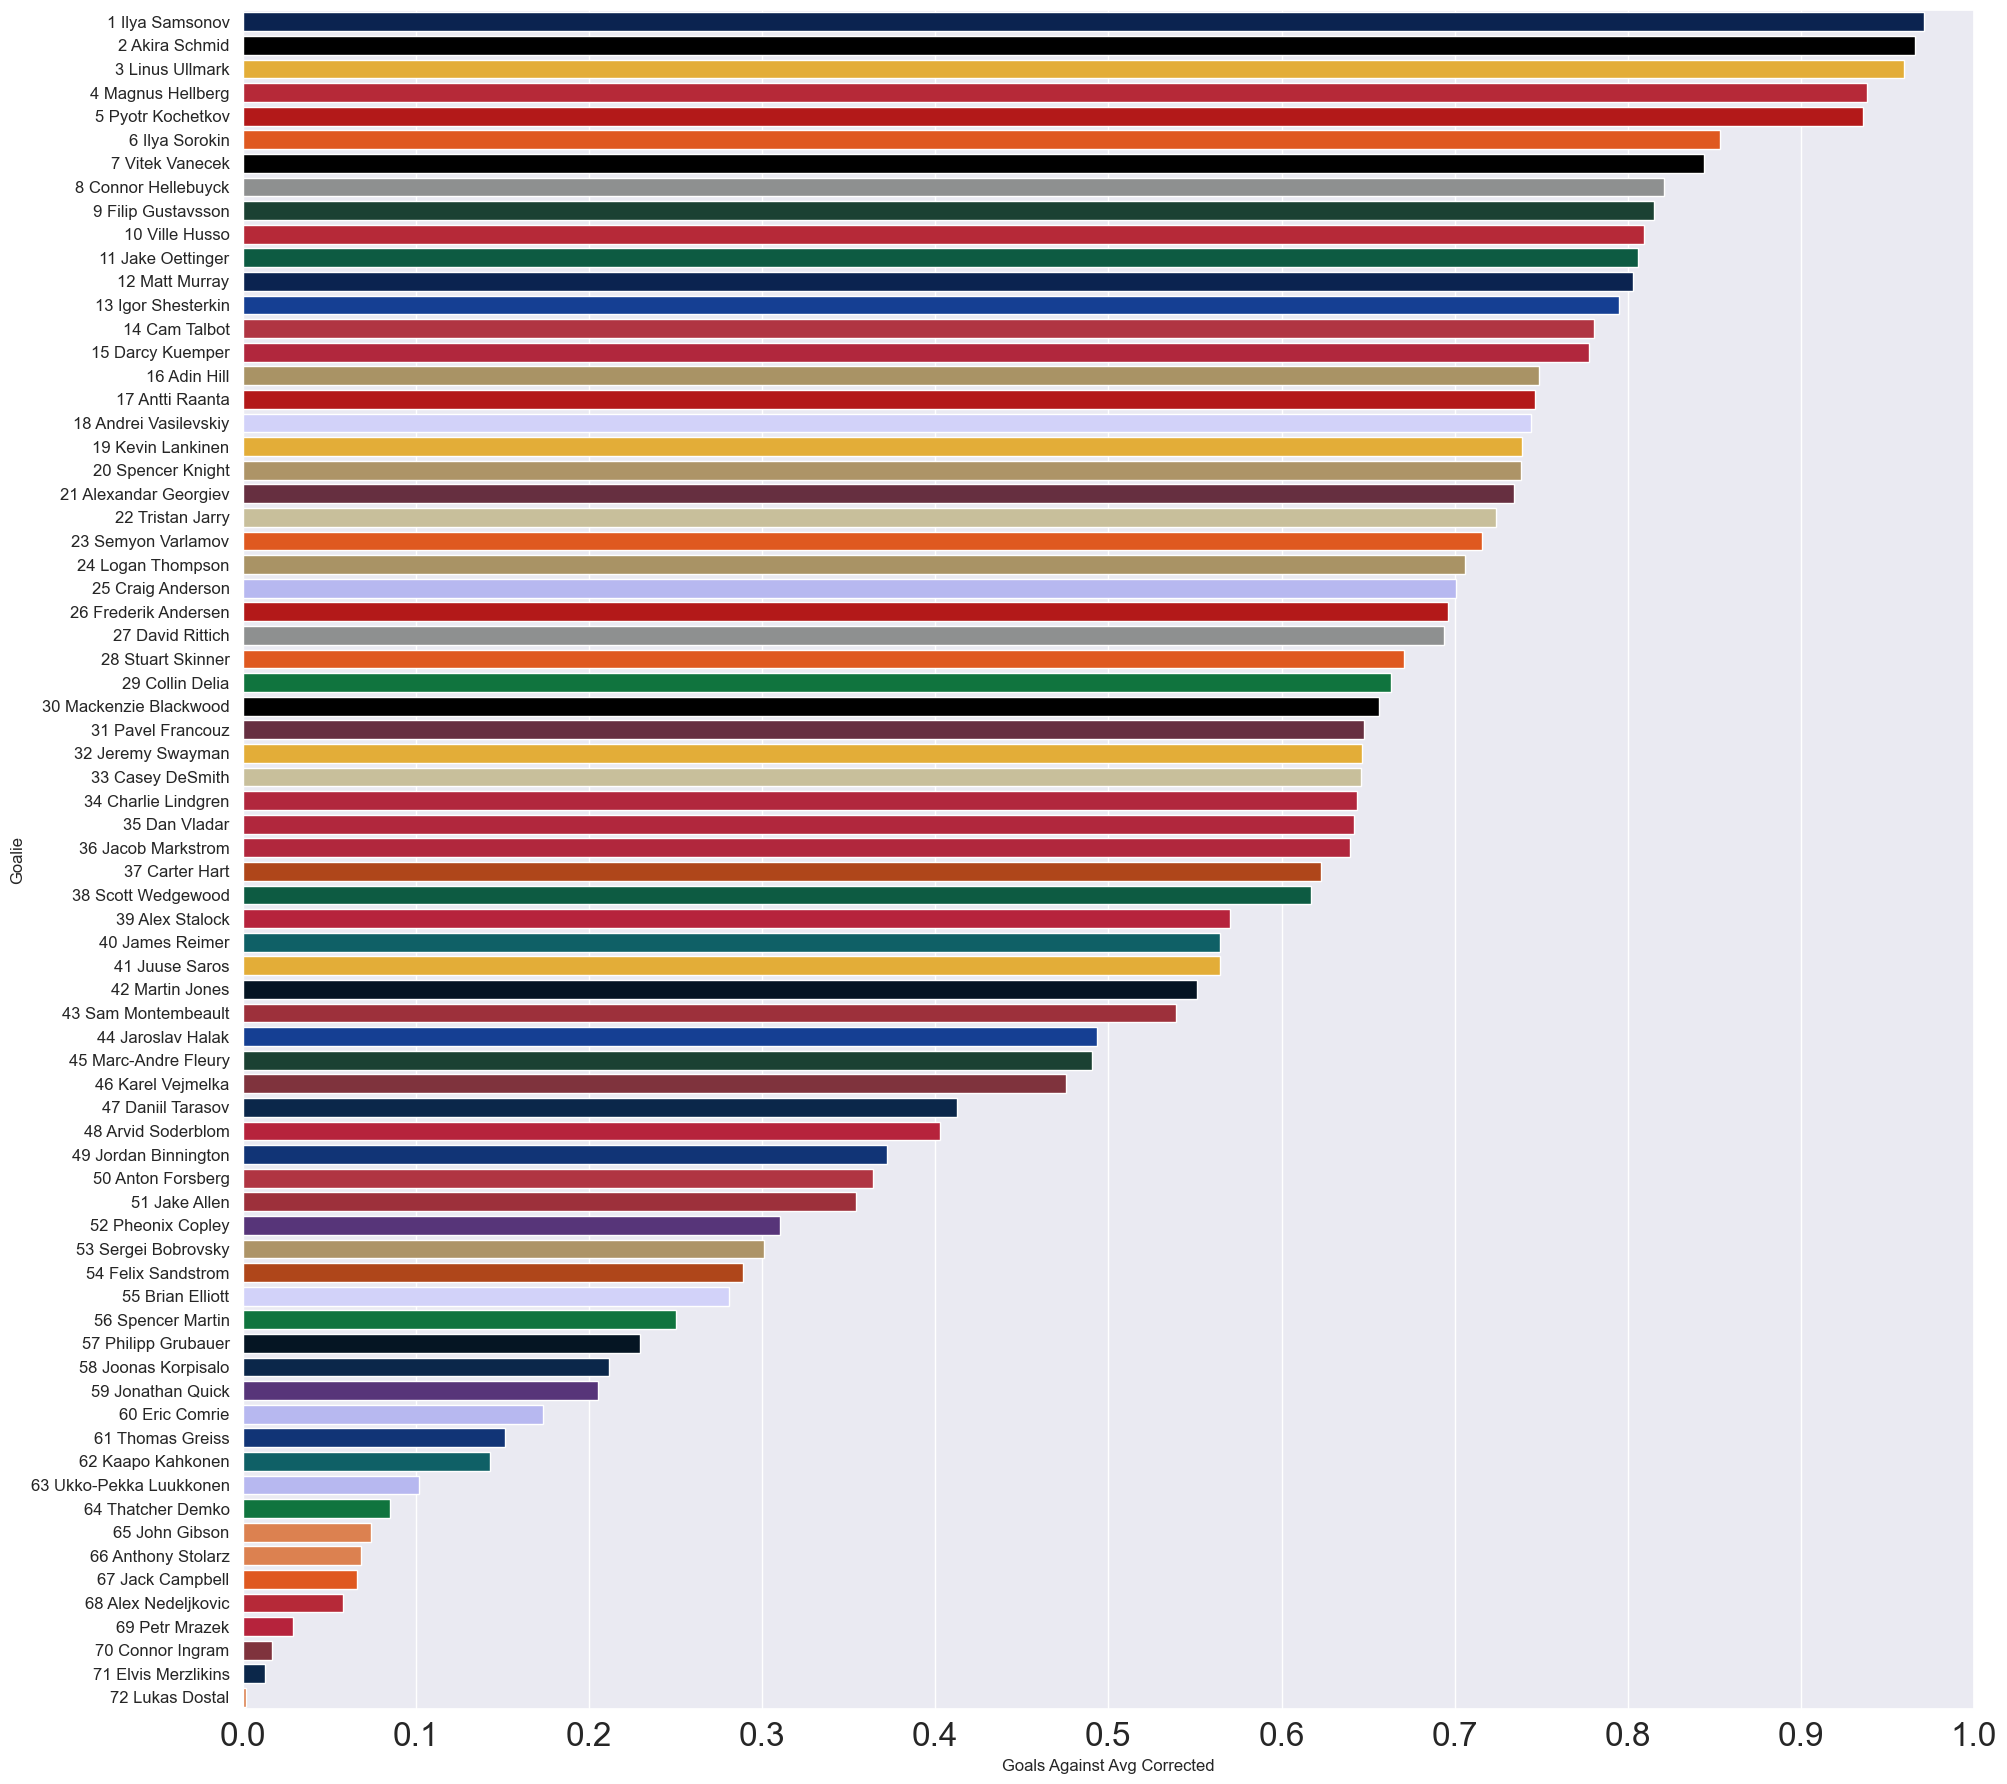 1 Ilya Samsonov
2 Akira Schmid
3 Linus Ullmark
4 Magnus Hellberg
5 Pyotr Kochetkov
6 Ilya Sorokin
7 Vitek Vanecek
8 Connor Hellebuyck
9 Filip Gustavsson
10 Ville Husso
11 Jake Oettinger
12 Matt Murray
13 Igor Shesterkin
14 Cam Talbot
15 Darcy Kuemper
16 Adin Hill
17 Antti Raanta
18 Andrei Vasilevskiy
19 Kevin Lankinen
20 Spencer Knight
21 Alexandar Georgiev
22 Tristan Jarry
23 Semyon Varlamov
24 Logan Thompson
25 Craig Anderson
26 Frederik Andersen
27 David Rittich
28 Stuart Skinner
29 Collin Delia
30 Mackenzie Blackwood
31 Pavel Francouz
32 Jeremy Swayman
33 Casey DeSmith
34 Charlie Lindgren
35 Dan Vladar
36 Jacob Markstrom
37 Carter Hart
38 Scott Wedgewood
39 Alex Stalock
40 James Reimer
41 Juuse Saros
42 Martin Jones
43 Sam Montembeault
44 Jaroslav Halak
45 Marc-Andre Fleury
46 Karel Vejmelka
47 Daniil Tarasov
48 Arvid Soderblom
49 Jordan Binnington
50 Anton Forsberg
51 Jake Allen
52 Pheonix Copley
53 Sergei Bobrovsky
54 Felix Sandstrom
55 Brian Elliott
56 Spencer Martin
57 Philipp Grubauer
58 Joonas Korpisalo
59 Jonathan Quick
60 Eric Comrie
61 Thomas Greiss
62 Kaapo Kahkonen
63 Ukko-Pekka Luukkonen
64 Thatcher Demko
65 John Gibson
66 Anthony Stolarz
67 Jack Campbell
68 Alex Nedeljkovic
69 Petr Mrazek
70 Connor Ingram
71 Elvis Merzlikins
72 Lukas Dostal
Goalie
0.0 0.1 0.2 0.3 0.4 0.5 0.6 0.7 0.8 0.9 1.0
Goals Against Avg Corrected